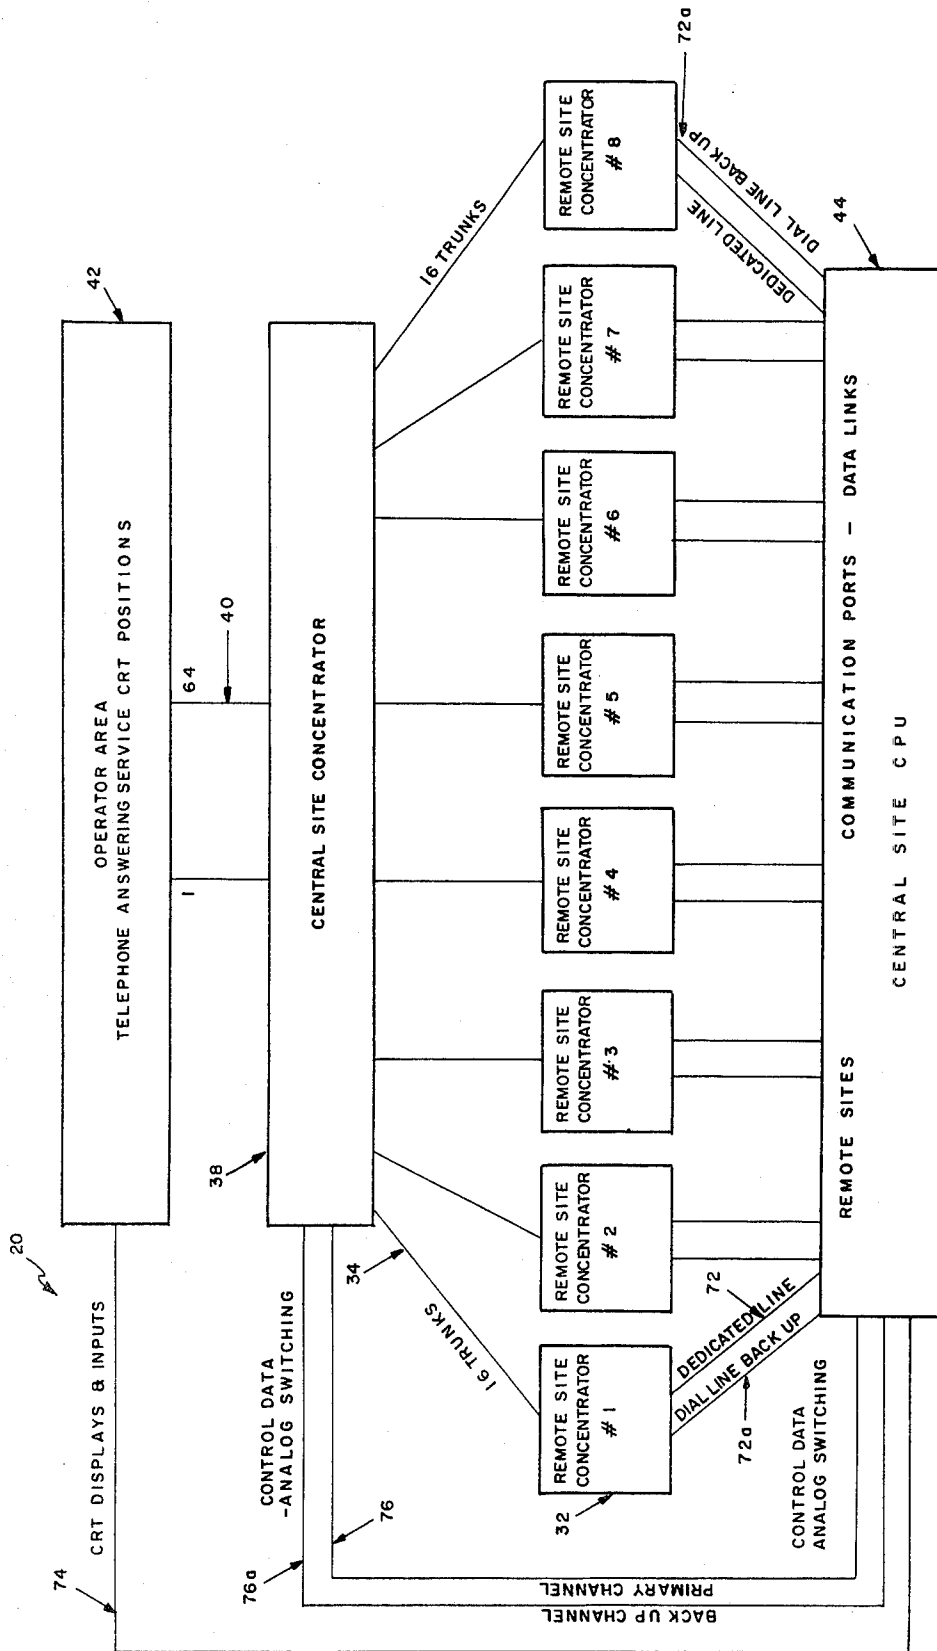 20
74
CRT DISPLAYS & INPUTS
OPERATOR AREA
TELEPHONE ANSWERING SERVICE CRT POSITIONS
42
1
64
40
38
CENTRAL SITE CONCENTRATOR
CONTROL DATA
-ANALOG SWITCHING
76a
76
34
16 TRUNKS
16 TRUNKS
32
REMOTE SITE
CONCENTRATOR
#1
REMOTE SITE
CONCENTRATOR
#2
REMOTE SITE
CONCENTRATOR
#3
REMOTE SITE
CONCENTRATOR
#4
REMOTE SITE
CONCENTRATOR
#5
REMOTE SITE
CONCENTRATOR
#6
REMOTE SITE
CONCENTRATOR
#7
REMOTE SITE
CONCENTRATOR
#8
72
DEDICATED LINE
DIAL LINE BACK UP
72a
72a
DEDICATED LINE
DIAL LINE BACK UP
44
CONTROL DATA
ANALOG SWITCHING
PRIMARY CHANNEL
BACK UP CHANNEL
REMOTE SITES
COMMUNICATION PORTS - DATA LINKS
CENTRAL SITE CPU